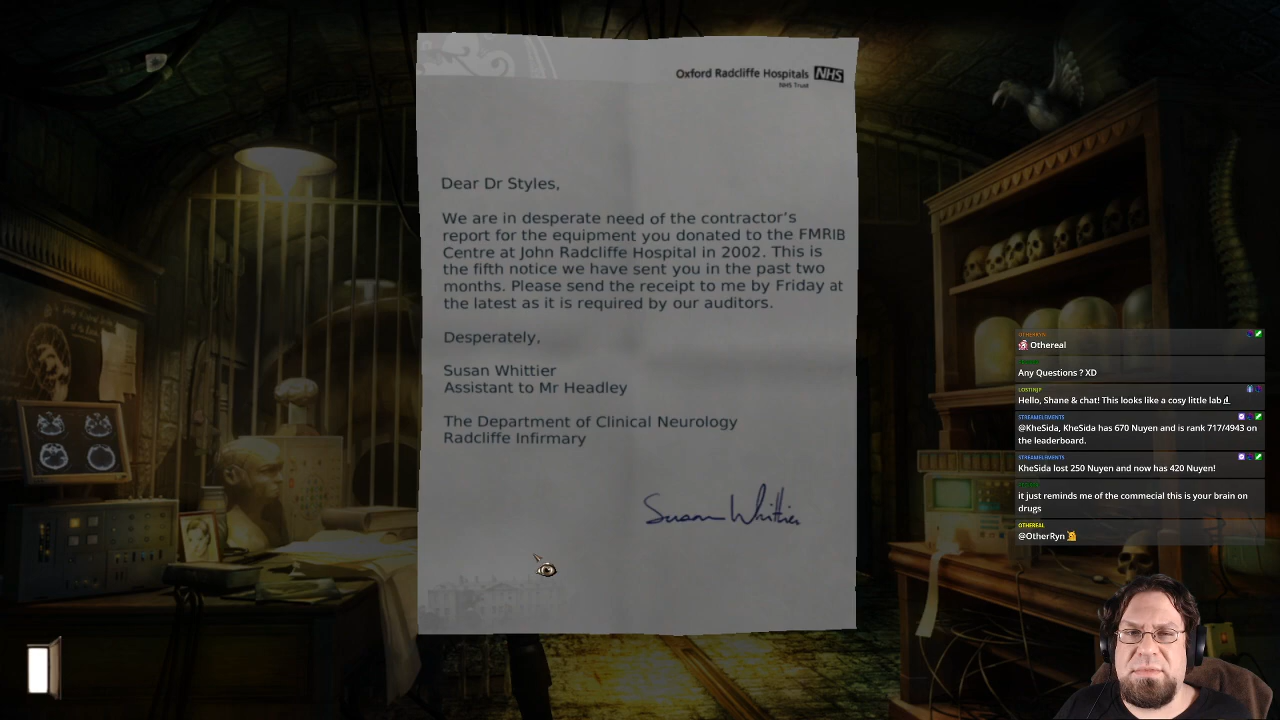 Oxford Radcliffe Hospitals NHS
NHS Trust
Dear Dr Styles,
We are in desperate need of the contractor's
report for the equipment you donated to the FMRIB
Centre at John Radcliffe Hospital in 2002. This is
the fifth notice we have sent you in the past two
months. Please send the receipt to me by Friday at
the latest as it is required by our auditors.
Desperately,
Susan Whittier
Assistant to Mr Headley
The Department of Clinical Neurology
Radcliffe Infirmary
Susan Whittier
OTHERRYN
Othereal
Any Questions ? XD
LOSTINJP
Hello, Shane & chat! This looks like a cosy little lab
STREAMELEMENTS
@KheSida, KheSida has 670 Nuyen and is rank 717/4943 on
the leaderboard.
STREAMELEMENTS
KheSida lost 250 Nuyen and now has 420 Nuyen!
it just reminds me of the commecial this is your brain on
drugs
OTHEREAL
@OtherRyn